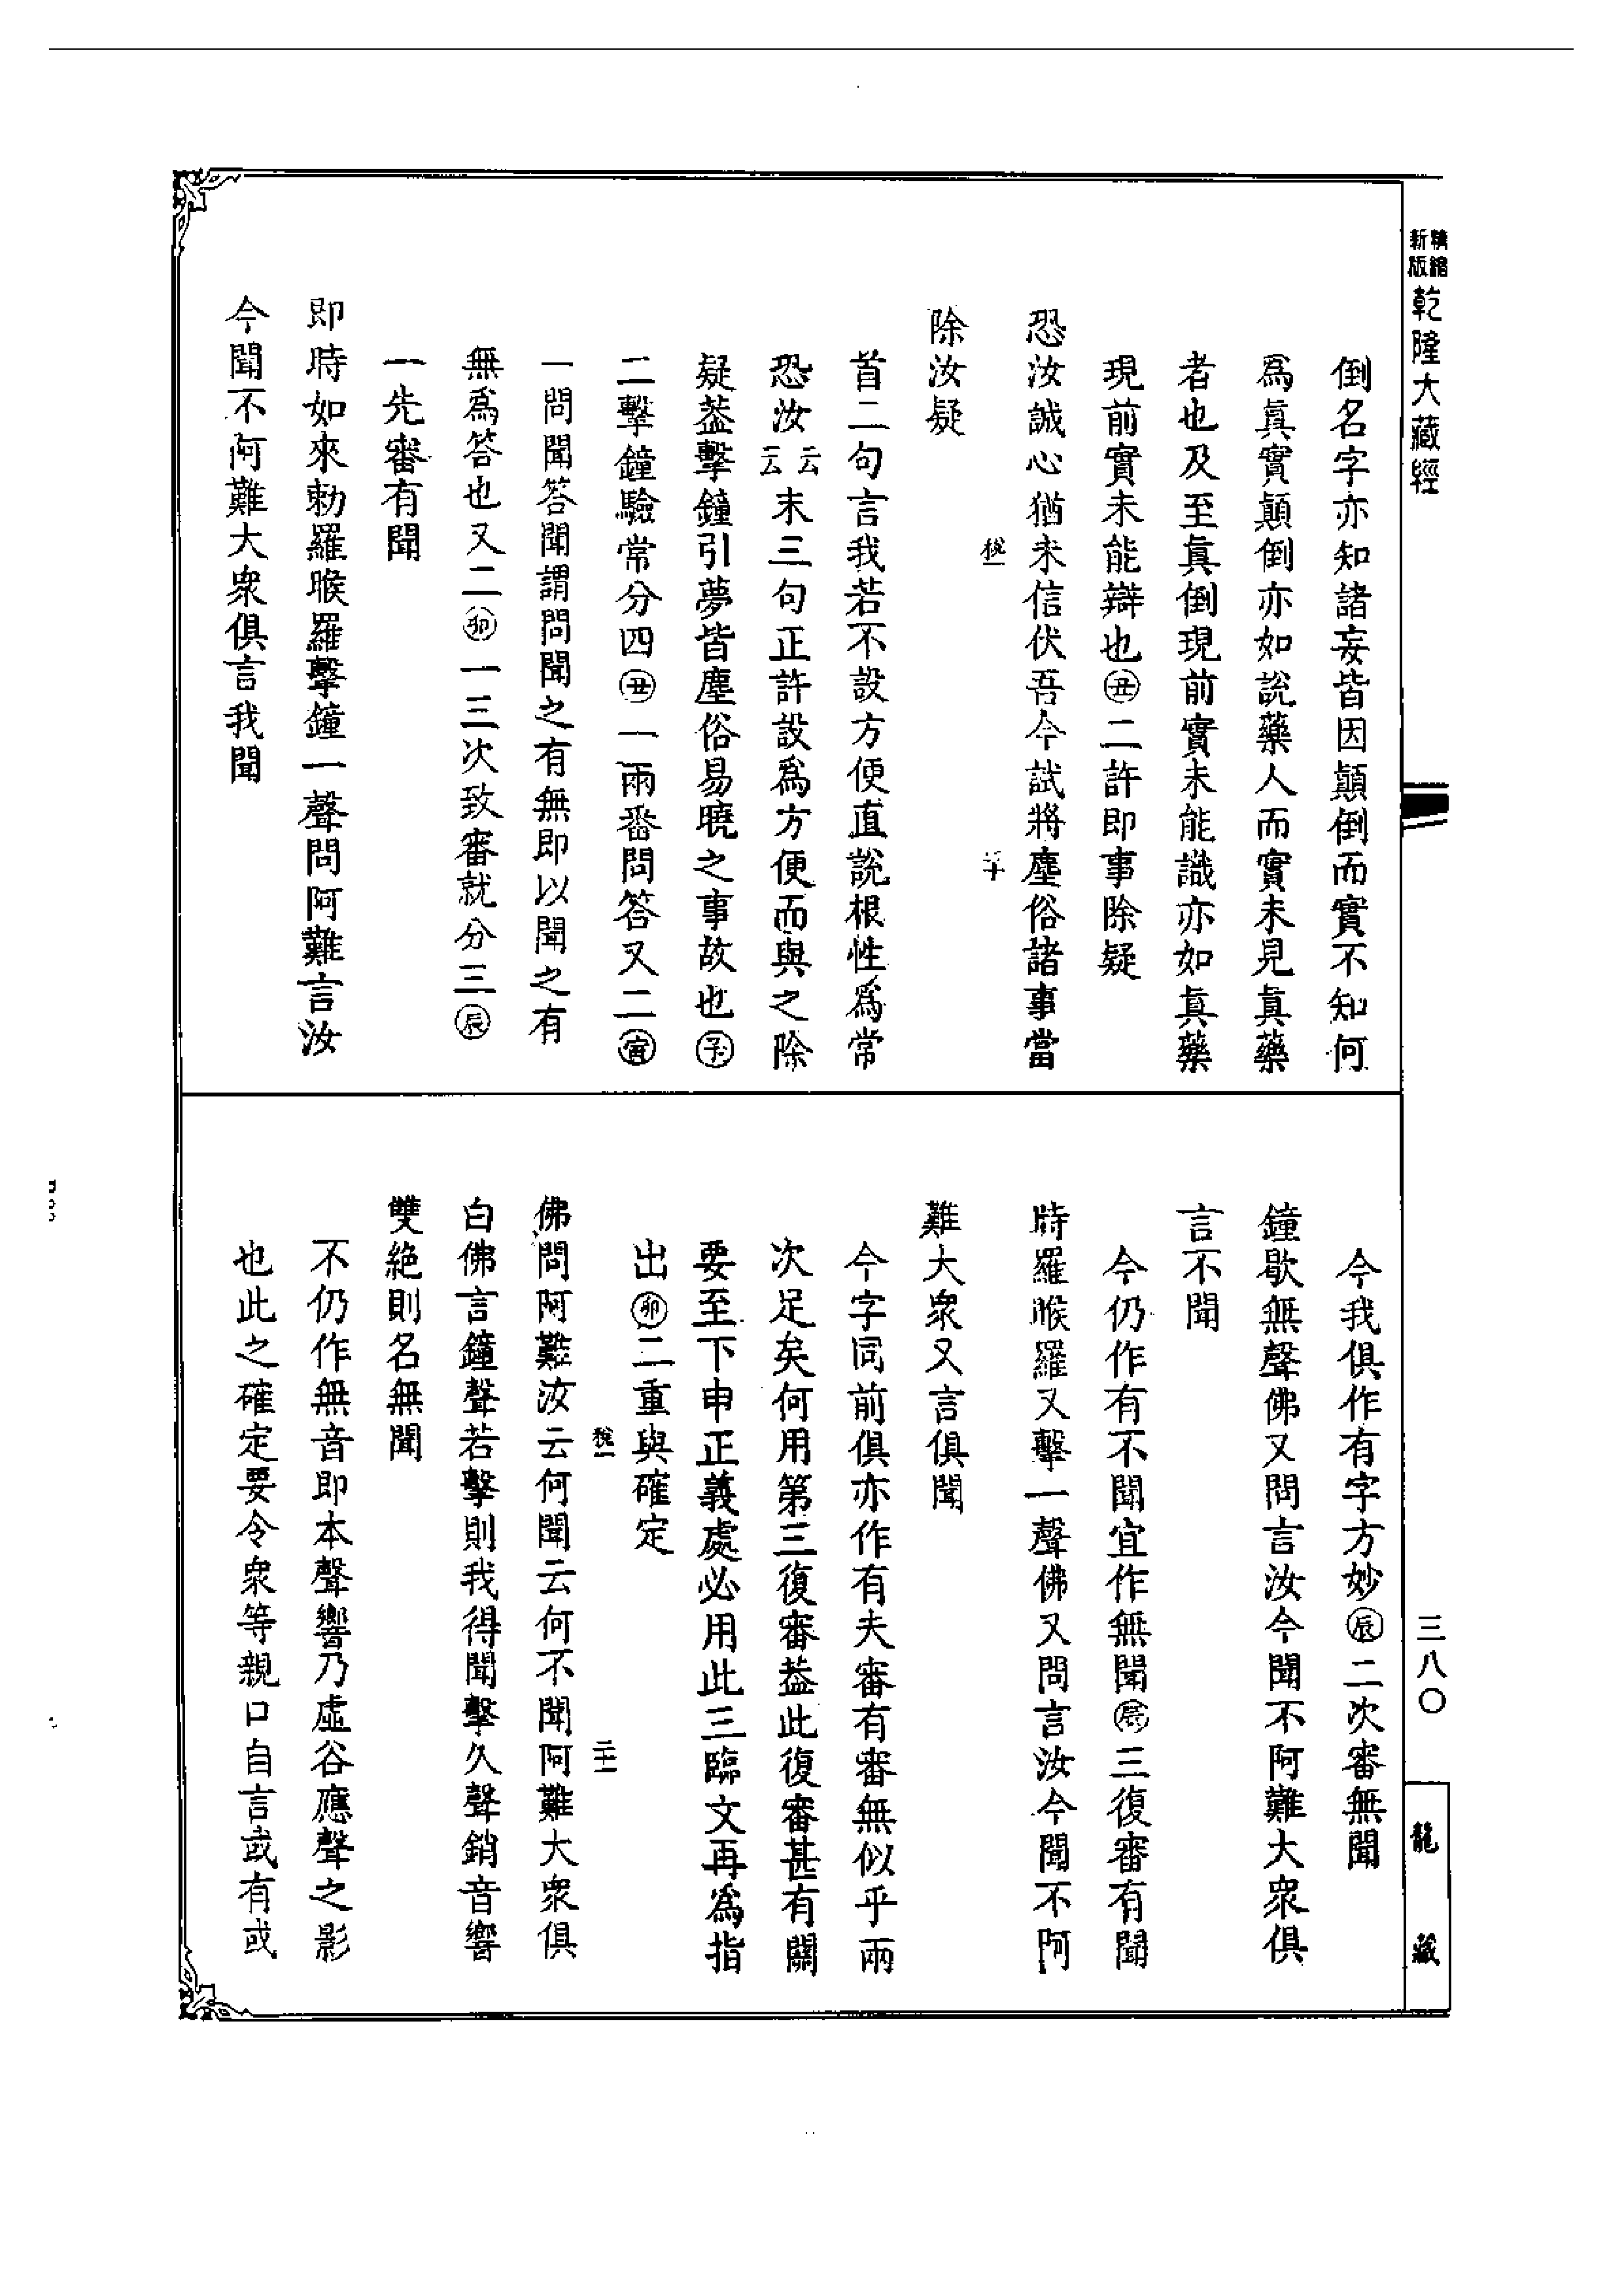 精縮新版
乾隆大藏經
倒名字亦知諸妄皆因顛倒而實不知何
爲眞實顛倒亦如說藥人而實未見眞藥
者也及至眞倒現前實未能識亦如眞藥
現前實未能辯也㊄二許即事除疑
恐汝誠心猶未信伏吾今試將塵俗諸事當
除汝疑
首二句言我若不設方便直說根性爲常
恐汝云云末三句正許設爲方便而與之除
疑葢擊鐘引夢皆塵俗易曉之事故也子
二擊鐘驗常分四丑一兩番問答又二寅
一問聞答聞謂問聞之有無即以聞之有
無爲答也又二卯一三次致審就分三辰
一先審有聞
即時如來勅羅睺羅擊鐘一聲問阿難言汝
今聞不阿難大衆俱言我聞
今我俱作有字方妙辰二次審無聞
鐘歇無聲佛又問言汝今聞不阿難大衆俱
言不聞
今仍作有不聞宜作無聞辰三復審有聞
時羅睺羅又擊一聲佛又問言汝今聞不阿
難大衆又言俱聞
今字同前俱亦作有夫審有審無似乎兩
次足矣何用第三復審葢此復審甚有關
要至下申正義處必用此三臨文再爲指
出卯二重與確定
佛問阿難汝云何聞云何不聞阿難大衆俱
白佛言鐘聲若擊則我得聞擊久聲銷音響
雙絕則名無聞
不仍作無音即本聲響乃虛谷應聲之影
也此之確定要令衆等親口自言或有或
三八〇
龍藏